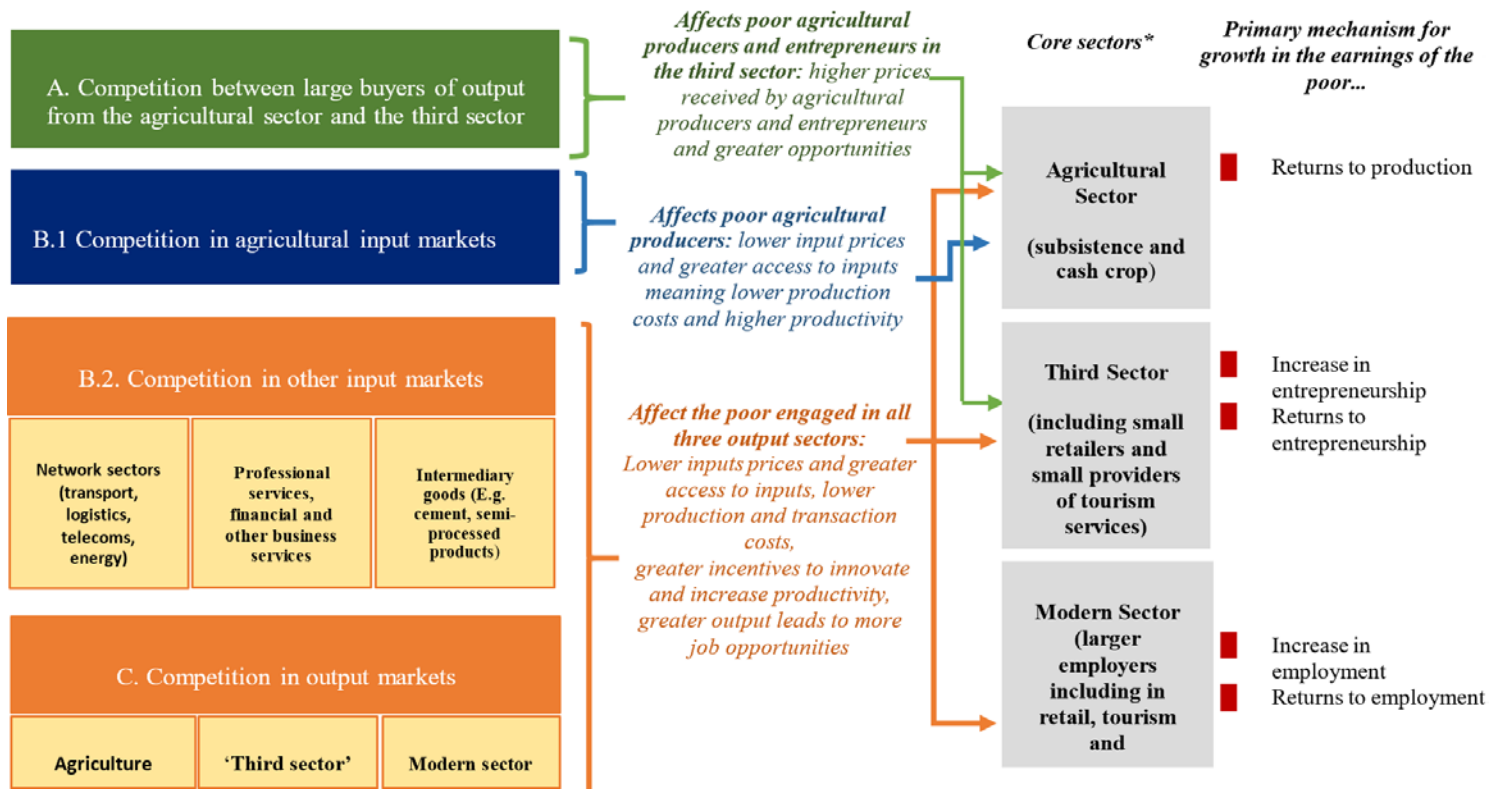 A. Competition between large buyers of output
from the agricultural sector and the third sector
B.1 Competition in agricultural input markets
B.2. Competition in other input markets
Network sectors
(transport,
logistics,
telecoms,
energy)
Professional
services,
financial and
other business
services
Intermediary
goods (E.g.
cement, semi-
processed
products)
C. Competition in output markets
Agriculture
‘Third sector’
Modern sector
Affects poor agricultural
producers and entrepreneurs in
the third sector: higher prices
received by agricultural
producers and entrepreneurs
and greater opportunities
Affects poor agricultural
producers: lower input prices
and greater access to inputs
meaning lower production
costs and higher productivity
Affect the poor engaged in all
three output sectors:
Lower inputs prices and greater
access to inputs, lower
production and transaction
costs,
greater incentives to innovate
and increase productivity,
greater output leads to more
job opportunities
Core sectors*
Agricultural
Sector
(subsistence and
cash crop)
Third Sector
(including small
retailers and
small providers
of tourism
services)
Modern Sector
(larger
employers
including in
retail, tourism
and
Primary mechanism for
growth in the earnings of the
poor...
Returns to production
Increase in
entrepreneurship
Returns to
entrepreneurship
Increase in
employment
Returns to employment